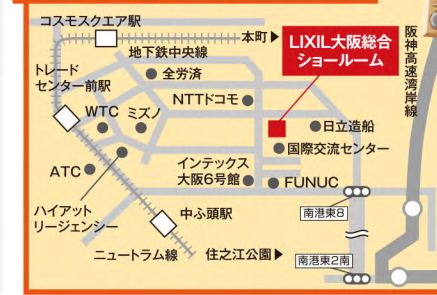 コスモスクエア駅
本町▶
地下鉄中央線
LIXIL大阪総合
ショールーム
阪神高速湾岸線
トレード
センター前駅
全労済
NTTドコモ
WTC
ミズノ
日立造船
国際交流センター
ATC
インテックス
大阪6号館
FUNUC
ハイアット
リージェンシー
中ふ頭駅
南港東8
ニュートラム線
住之江公園▶
南港東2南